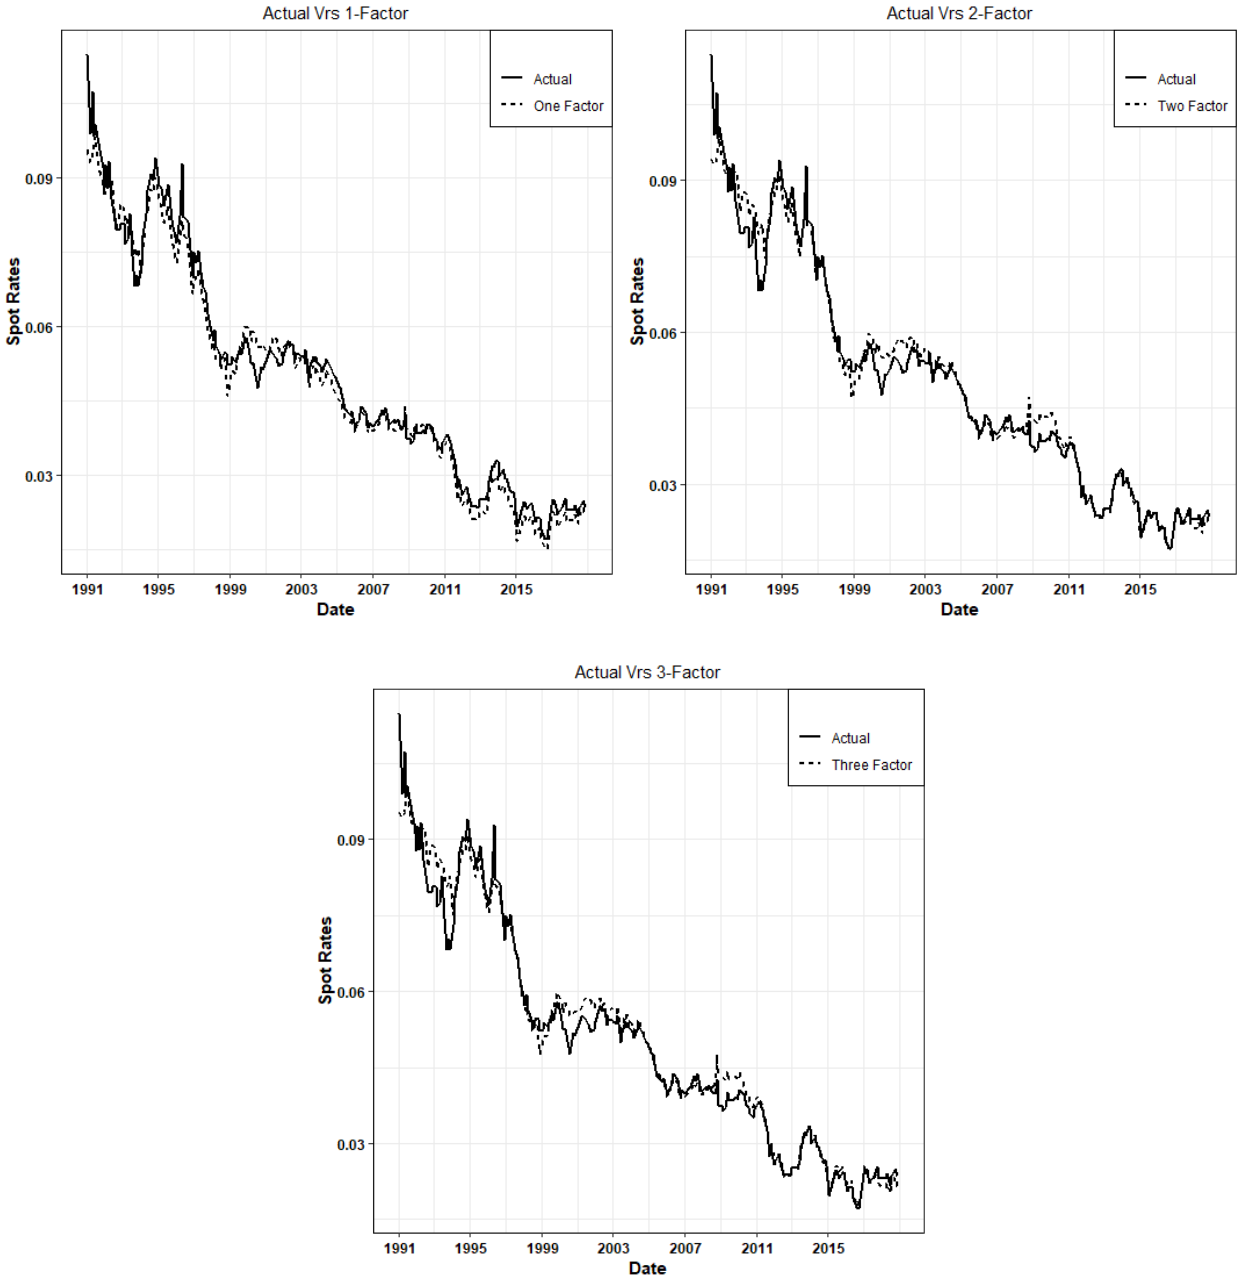 Actual Vrs 1-Factor
Actual
One Factor
Spot Rates
0.09
0.06
0.03
1991 1995 1999 2003 2007 2011 2015
Date
Actual Vrs 2-Factor
Actual
Two Factor
Spot Rates
0.09
0.06
0.03
1991 1995 1999 2003 2007 2011 2015
Date
Actual Vrs 3-Factor
Actual
Three Factor
Spot Rates
0.09
0.06
0.03
1991 1995 1999 2003 2007 2011 2015
Date